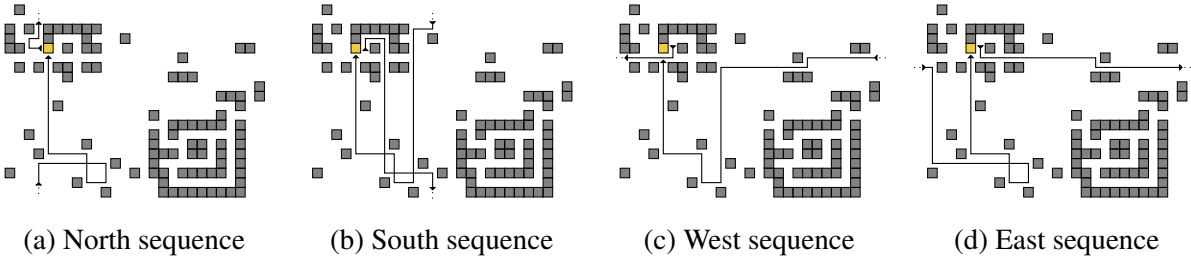 (a) North sequence
(b) South sequence
(c) West sequence
(d) East sequence